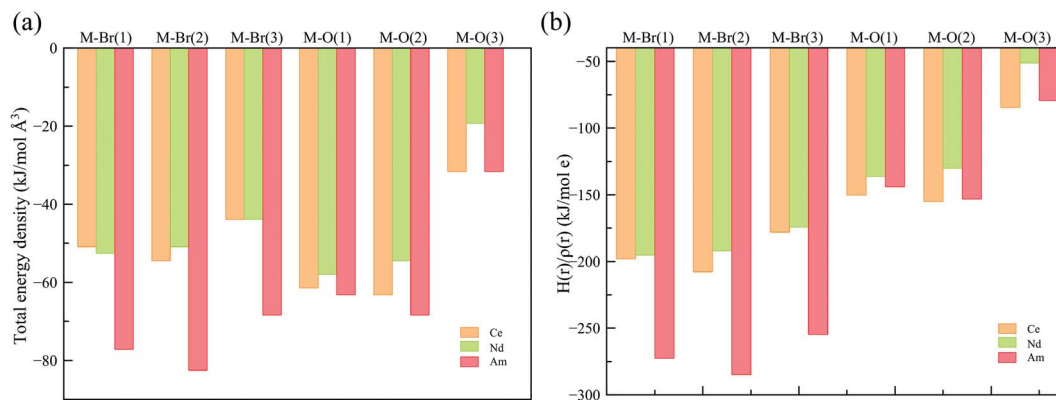 (a)
M-Br(1) M-Br(2) M-Br(3) M-O(1) M-O(2) M-O(3)
0
−20
−40
−60
−80
Total energy density (kJ/mol Å³)
Ce
Nd
Am
(b)
M-Br(1) M-Br(2) M-Br(3) M-O(1) M-O(2) M-O(3)
−50
−100
−150
−200
−250
−300
H(r)/ρ(r) (kJ/mol e)
Ce
Nd
Am